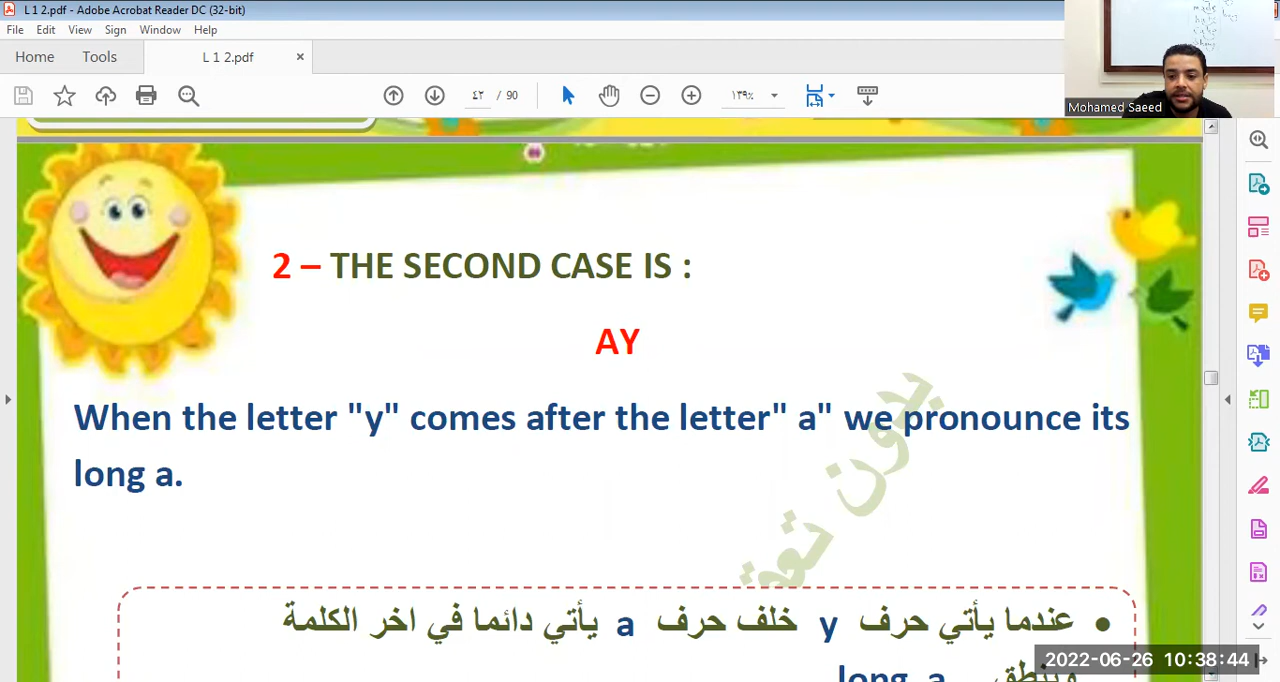 L 1 2.pdf - Adobe Acrobat Reader DC (32-bit)
File Edit View Sign Window Help
Home Tools L 1 2.pdf ×
٤٢ / 90 ١٣٩%
Mohamed Saeed
2 – THE SECOND CASE IS :
AY
When the letter "y" comes after the letter" a" we pronounce its
long a.
بدون
• عندما يأتي حرف y خلف حرف a يأتي دائما في اخر الكلمة
وينطق long a
2022-06-26 10:38:44